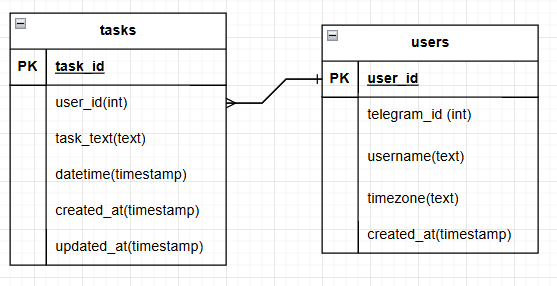 tasks
PK task_id
user_id(int)
task_text(text)
datetime(timestamp)
created_at(timestamp)
updated_at(timestamp)
users
PK user_id
telegram_id (int)
username(text)
timezone(text)
created_at(timestamp)